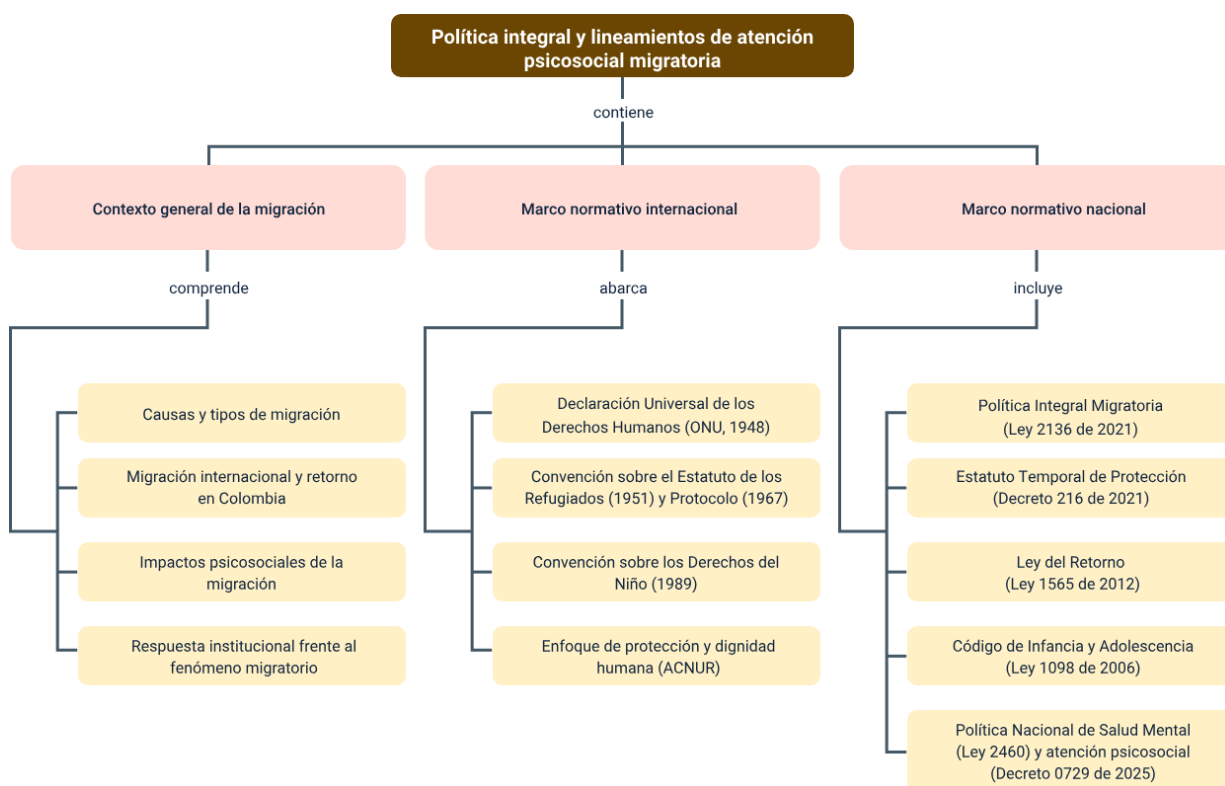 Política integral y lineamientos de atención
psicosocial migratoria
contiene
Contexto general de la migración
Marco normativo internacional
Marco normativo nacional
comprende
abarca
incluye
Causas y tipos de migración
Migración internacional y retorno
en Colombia
Impactos psicosociales de la
migración
Respuesta institucional frente al
fenómeno migratorio
Declaración Universal de los
Derechos Humanos (ONU, 1948)
Convención sobre el Estatuto de los
Refugiados (1951) y Protocolo (1967)
Convención sobre los Derechos del
Niño (1989)
Enfoque de protección y dignidad
humana (ACNUR)
Política Integral Migratoria
(Ley 2136 de 2021)
Estatuto Temporal de Protección
(Decreto 216 de 2021)
Ley del Retorno
(Ley 1565 de 2012)
Código de Infancia y Adolescencia
(Ley 1098 de 2006)
Política Nacional de Salud Mental
(Ley 2460) y atención psicosocial
(Decreto 0729 de 2025)